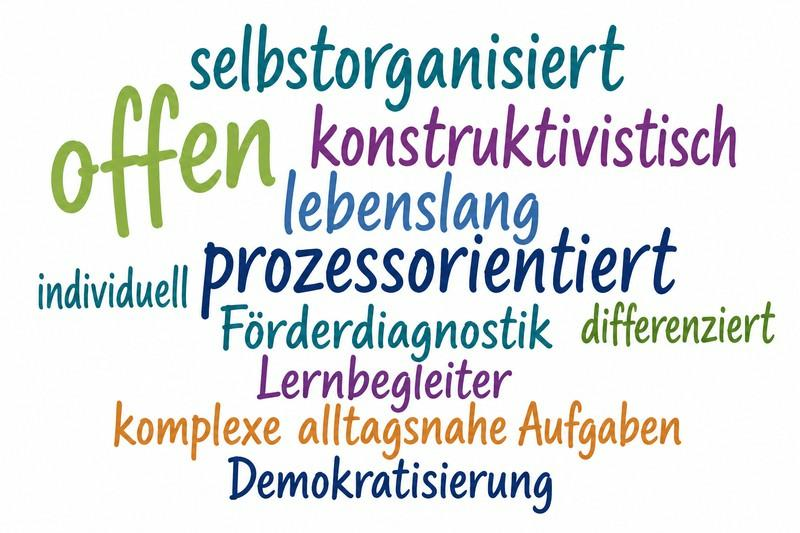 selbstorganisiert
offen
konstruktivistisch
lebenslang
prozessorientiert
individuell
Förderdiagnostik
differenziert
Lernbegleiter
komplexe alltagsnahe Aufgaben
Demokratisierung